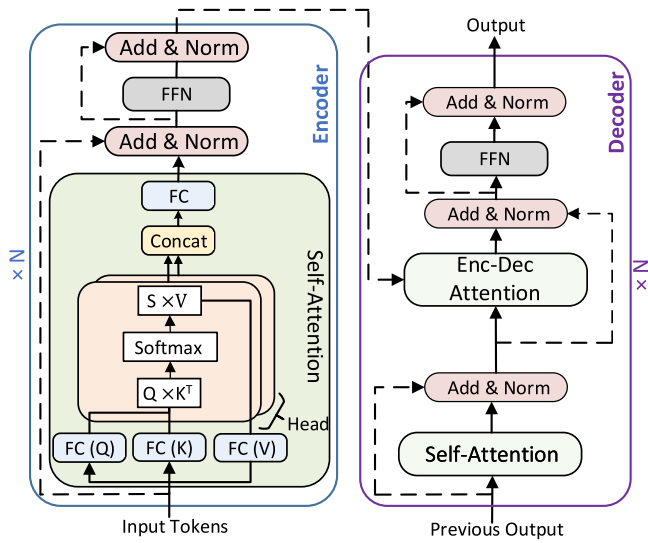 Output
Add & Norm
FFN
Add & Norm
Encoder
FC
Concat
S ×V
Softmax
Q ×Kᵀ
Self-Attention
Head
FC (Q)
FC (K)
FC (V)
× N
Input Tokens
Decoder
Add & Norm
FFN
Add & Norm
Enc-Dec
Attention
× N
Add & Norm
Self-Attention
Previous Output